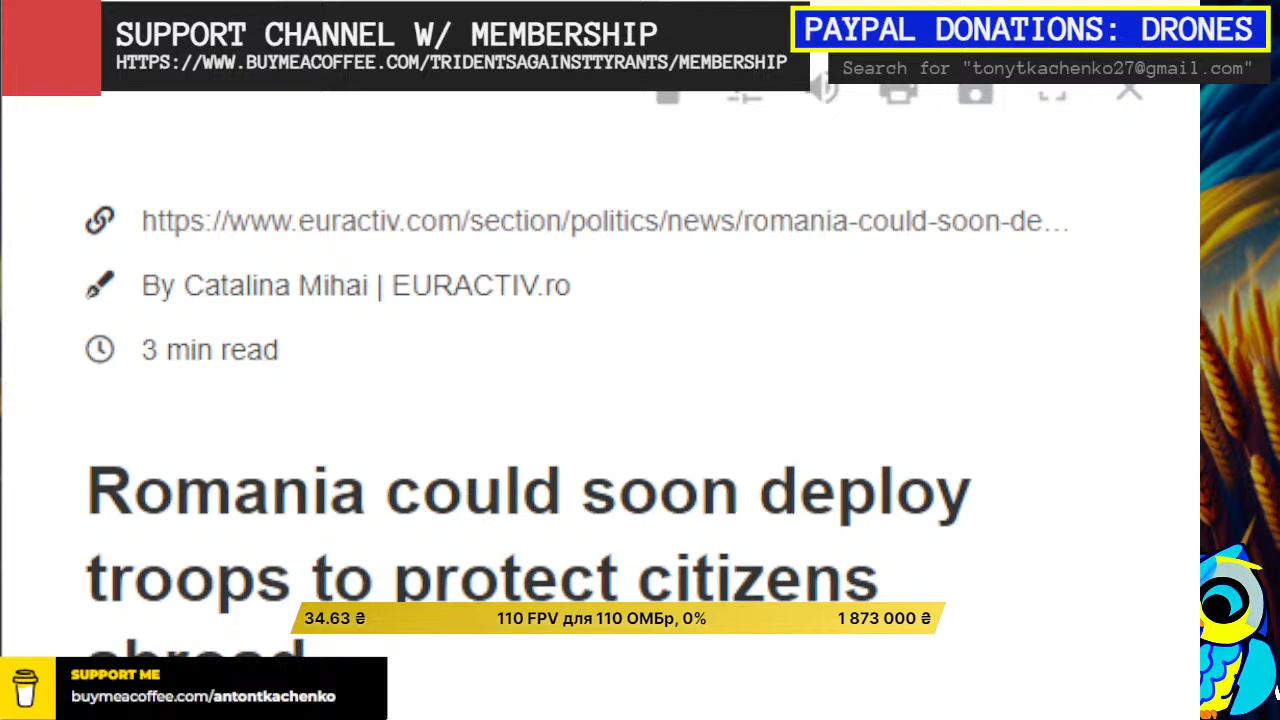 SUPPORT CHANNEL W/ MEMBERSHIP
HTTPS://WWW.BUYMEACOFFEE.COM/TRIDENTSAGAINSTTYRANTS/MEMBERSHIP
PAYPAL DONATIONS: DRONES
Search for "tonytkachenko27@gmail.com"
https://www.euractiv.com/section/politics/news/romania-could-soon-de...
By Catalina Mihai | EURACTIV.ro
3 min read
Romania could soon deploy
troops to protect citizens
abroad
34.63 ₴ 110 FPV для 110 ОМБр, 0% 1 873 000 ₴
SUPPORT ME
buymeacoffee.com/antontkachenko